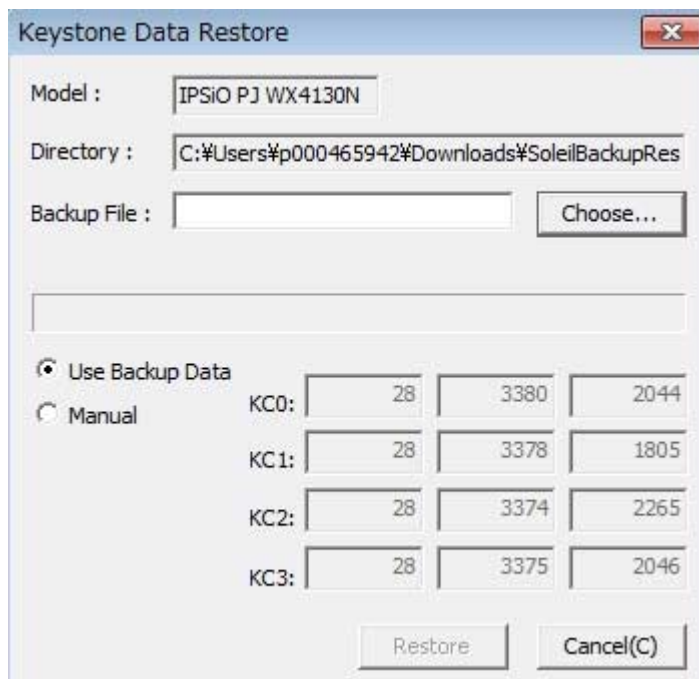 Keystone Data Restore
Model : IPSiO PJ WX4130N
Directory : C:¥Users¥p000465942¥Downloads¥SoleilBackupRes
Backup File : Choose...
Use Backup Data
Manual
KC0: 28 3380 2044
KC1: 28 3378 1805
KC2: 28 3374 2265
KC3: 28 3375 2046
Restore Cancel(C)